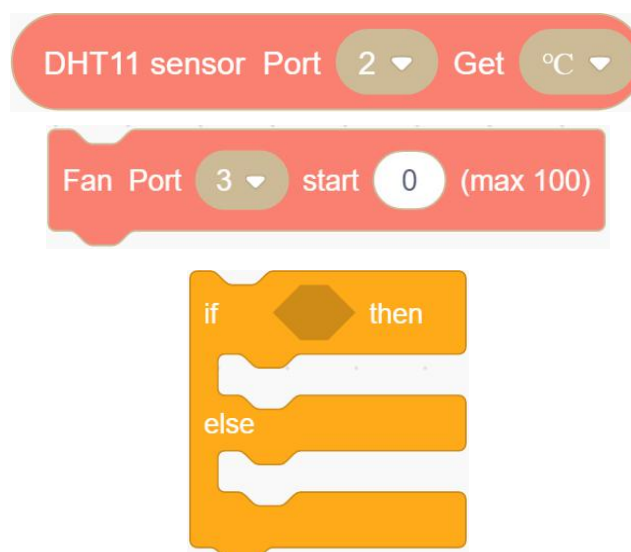 DHT11 sensor Port 2 Get °C
Fan Port 3 start 0 (max 100)
if then
else